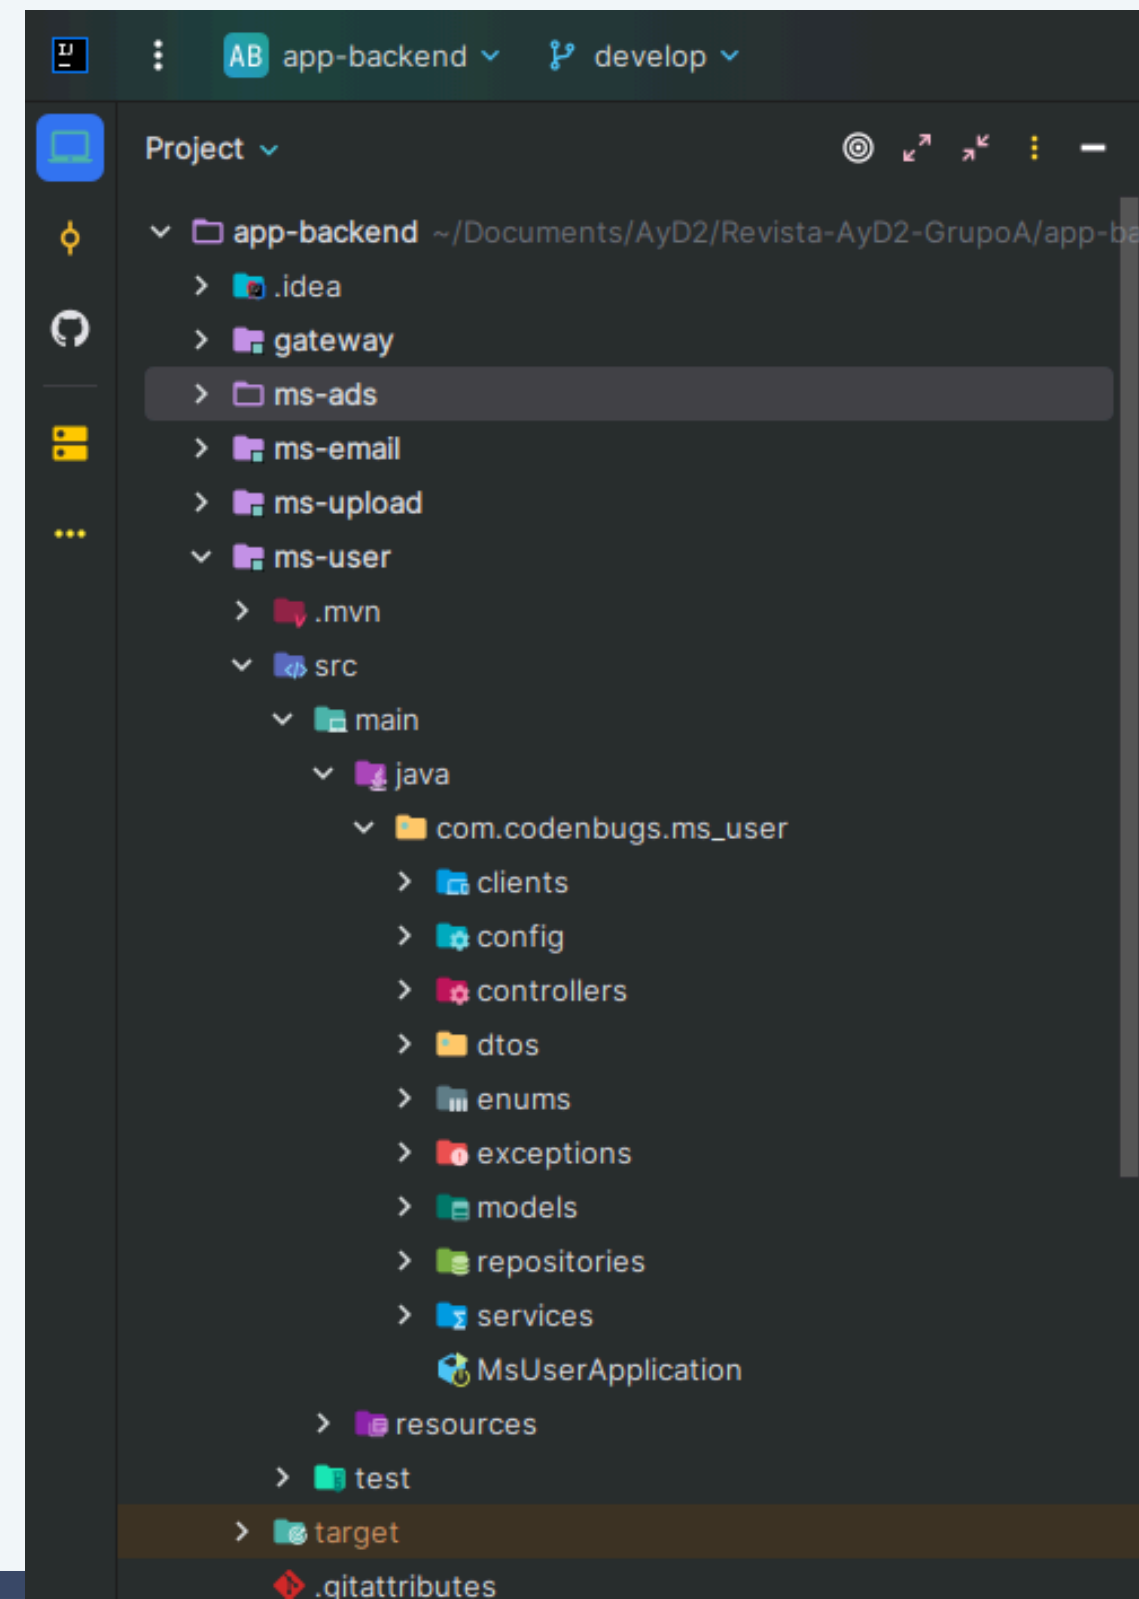 IJ AB app-backend develop
Project
app-backend ~/Documents/AyD2/Revista-AyD2-GrupoA/app-ba
.idea
gateway
ms-ads
ms-email
ms-upload
ms-user
.mvn
src
main
java
com.codenbugs.ms_user
clients
config
controllers
dtos
enums
exceptions
models
repositories
services
MsUserApplication
resources
test
target
.gitattributes